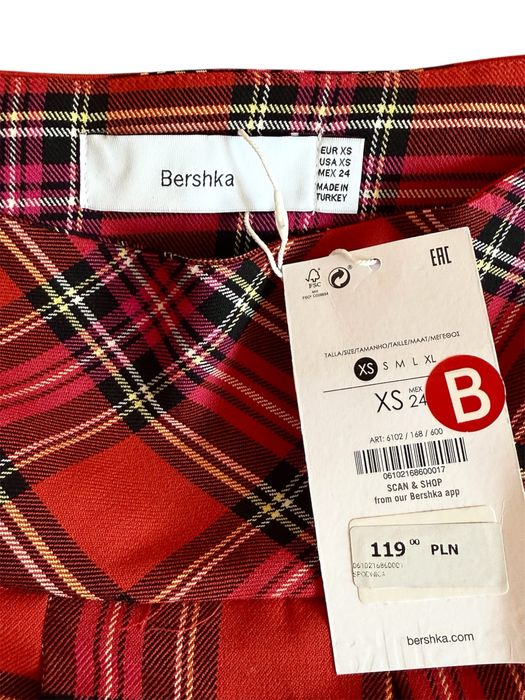 Bershka
EUR XS
USA XS
MEX 24
MADE IN
TURKEY
EAC
FSC
TALLA/SIZE/TAMANHO/TAILLE/MAAT/ΜΕΓΕΘΟΣ
XS S M L XL
XS MEX 24
B
ART: 6102 / 168 / 600
06102168600017
SCAN & SHOP
from our Bershka app
119 00 PLN
SPODNICA
bershka.com